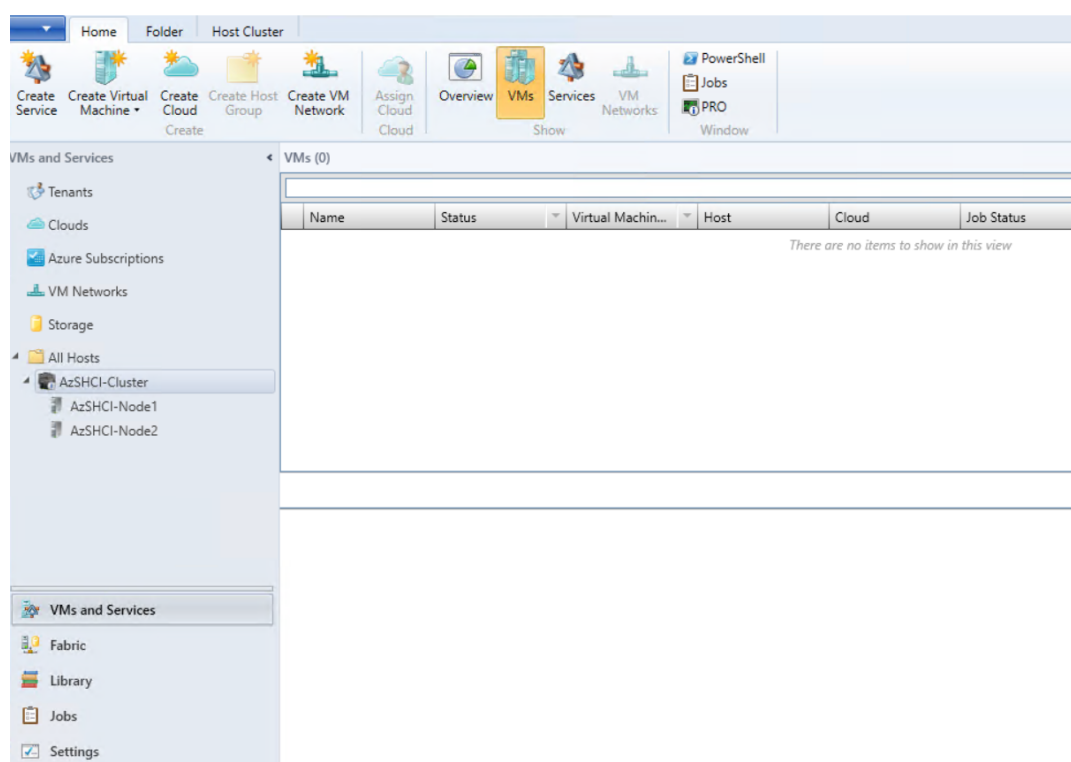 Home Folder Host Cluster
Create Service
Create Virtual Machine
Create Cloud
Create Host Group
Create VM Network
Assign Cloud
Overview
VMs
Services
VM Networks
PowerShell
Jobs
PRO
Create
Cloud
Show
Window
VMs and Services
VMs (0)
Tenants
Clouds
Azure Subscriptions
VM Networks
Storage
All Hosts
AzSHCI-Cluster
AzSHCI-Node1
AzSHCI-Node2
Name Status Virtual Machin... Host Cloud Job Status
There are no items to show in this view
VMs and Services
Fabric
Library
Jobs
Settings